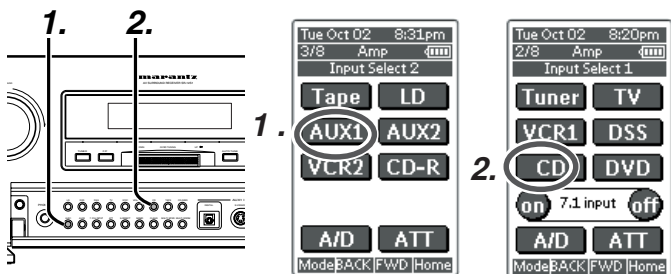 1. 2.
marantz
Tue Oct 02 8:31pm
3/8 Amp
Input Select 2
Tape LD
1. AUX1 AUX2
VCR2 CD-R
A/D ATT
Mode BACK FWD Home
Tue Oct 02 8:20pm
2/8 Amp
Input Select 1
Tuner TV
VCR1 DSS
2. CD DVD
on 7.1 input off
A/D ATT
Mode BACK FWD Home